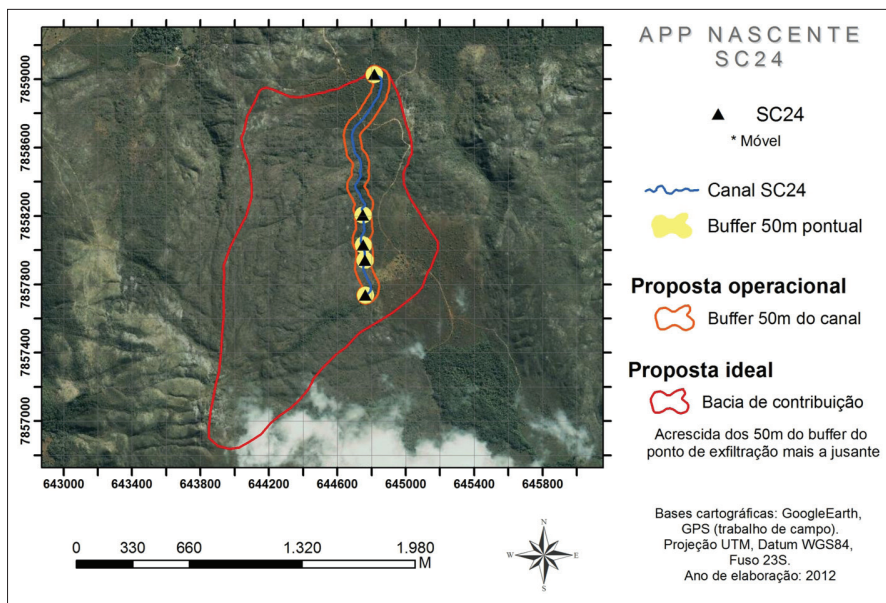 APP NASCENTE
SC24
SC24
* Móvel
Canal SC24
Buffer 50m pontual
Proposta operacional
Buffer 50m do canal
Proposta ideal
Bacia de contribuição
Acrescida dos 50m do buffer do
ponto de exfiltração mais a jusante
Bases cartográficas: GoogleEarth,
GPS (trabalho de campo).
Projeção UTM, Datum WGS84,
Fuso 23S.
Ano de elaboração: 2012
7859000
7858600
7858200
7857800
7857400
7857000
643000 643400 643800 644200 644600 645000 645400 645800
0 330 660 1.320 1.980
M
N
W E
S